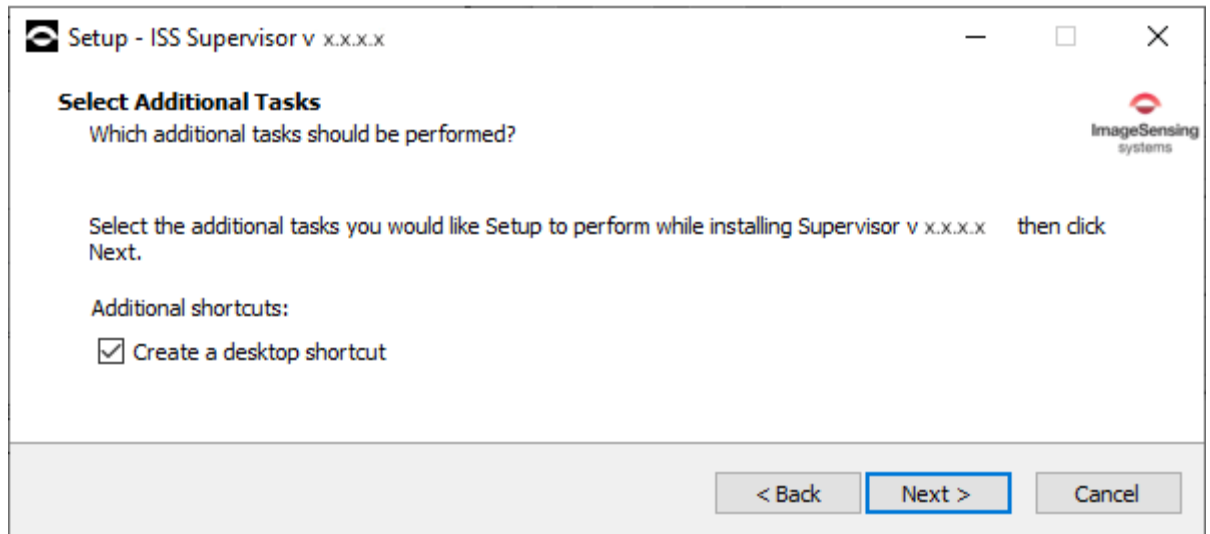 Setup - ISS Supervisor v x.x.x.x
Select Additional Tasks
Which additional tasks should be performed?
ImageSensing
systems
Select the additional tasks you would like Setup to perform while installing Supervisor v x.x.x.x then click
Next.
Additional shortcuts:
Create a desktop shortcut
< Back
Next >
Cancel